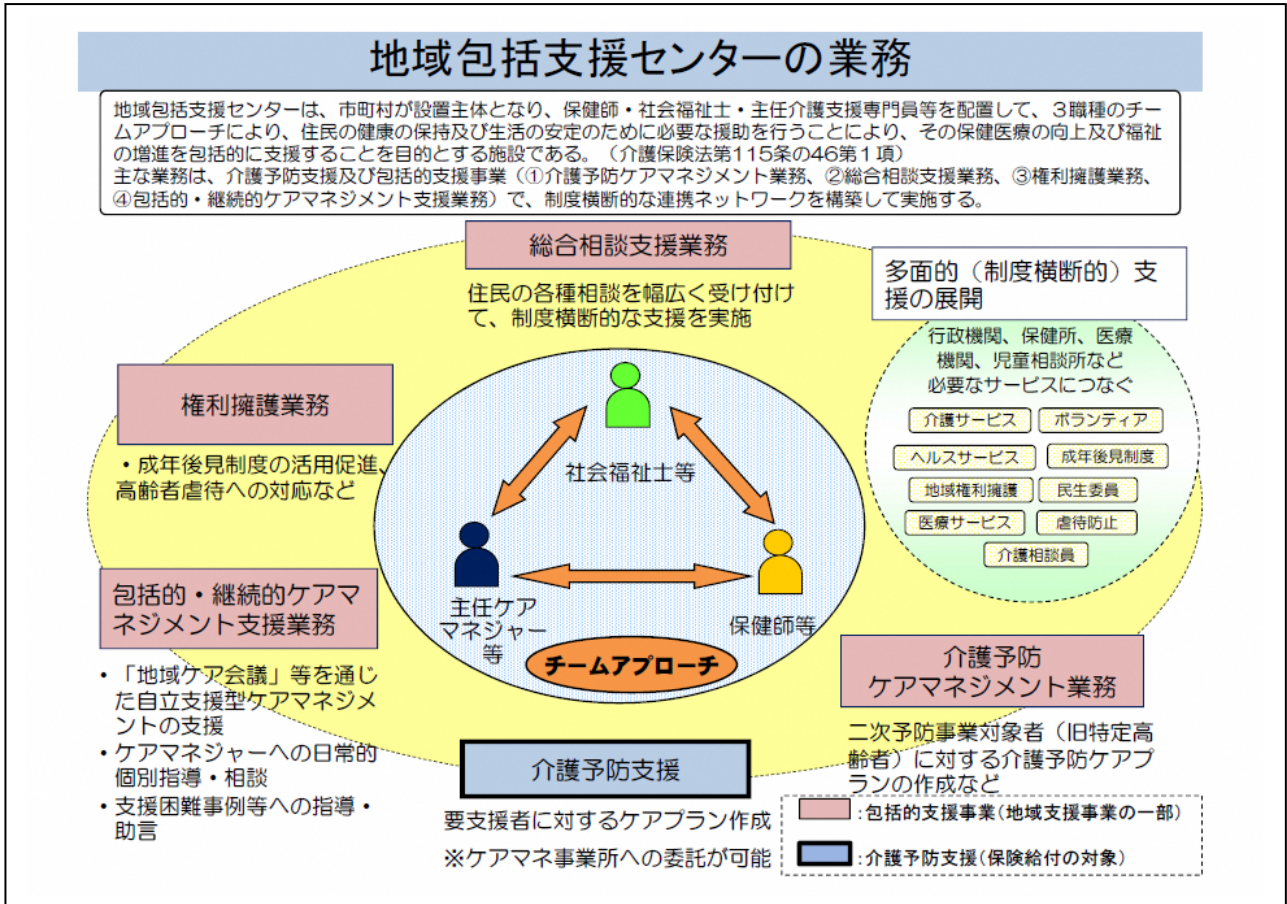 地域包括支援センターの業務
地域包括支援センターは、市町村が設置主体となり、保健師・社会福祉士・主任介護支援専門員等を配置して、３職種のチー
ムアプローチにより、住民の健康の保持及び生活の安定のために必要な援助を行うことにより、その保健医療の向上及び福祉
の増進を包括的に支援することを目的とする施設である。（介護保険法第115条の46第１項）
主な業務は、介護予防支援及び包括的支援事業（①介護予防ケアマネジメント業務、②総合相談支援業務、③権利擁護業務、
④包括的・継続的ケアマネジメント支援業務）で、制度横断的な連携ネットワークを構築して実施する。
総合相談支援業務
住民の各種相談を幅広く受け付け
て、制度横断的な支援を実施
多面的（制度横断的）支
援の展開
行政機関、保健所、医療
機関、児童相談所など
必要なサービスにつなぐ
介護サービス
ボランティア
ヘルスサービス
成年後見制度
地域権利擁護
民生委員
医療サービス
虐待防止
介護相談員
権利擁護業務
・成年後見制度の活用促進、
高齢者虐待への対応など
社会福祉士等
主任ケア
マネジャー
等
保健師等
チームアプローチ
包括的・継続的ケアマ
ネジメント支援業務
・「地域ケア会議」等を通じ
た自立支援型ケアマネジメ
ントの支援
・ケアマネジャーへの日常的
個別指導・相談
・支援困難事例等への指導・
助言
介護予防
ケアマネジメント業務
二次予防事業対象者（旧特定高
齢者）に対する介護予防ケアプ
ランの作成など
介護予防支援
要支援者に対するケアプラン作成
※ケアマネ事業所への委託が可能
：包括的支援事業（地域支援事業の一部）
：介護予防支援（保険給付の対象）